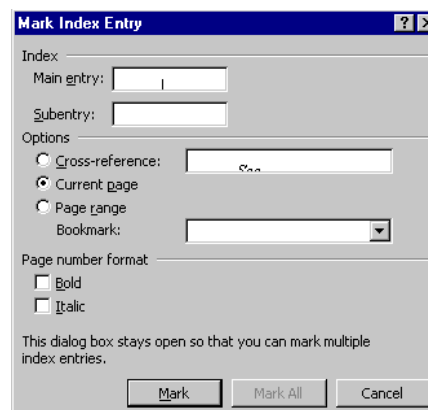 Mark Index Entry
Index
Main entry:
Subentry:
Options
Cross-reference: See
Current page
Page range
Bookmark:
Page number format
Bold
Italic
This dialog box stays open so that you can mark multiple
index entries.
Mark Mark All Cancel